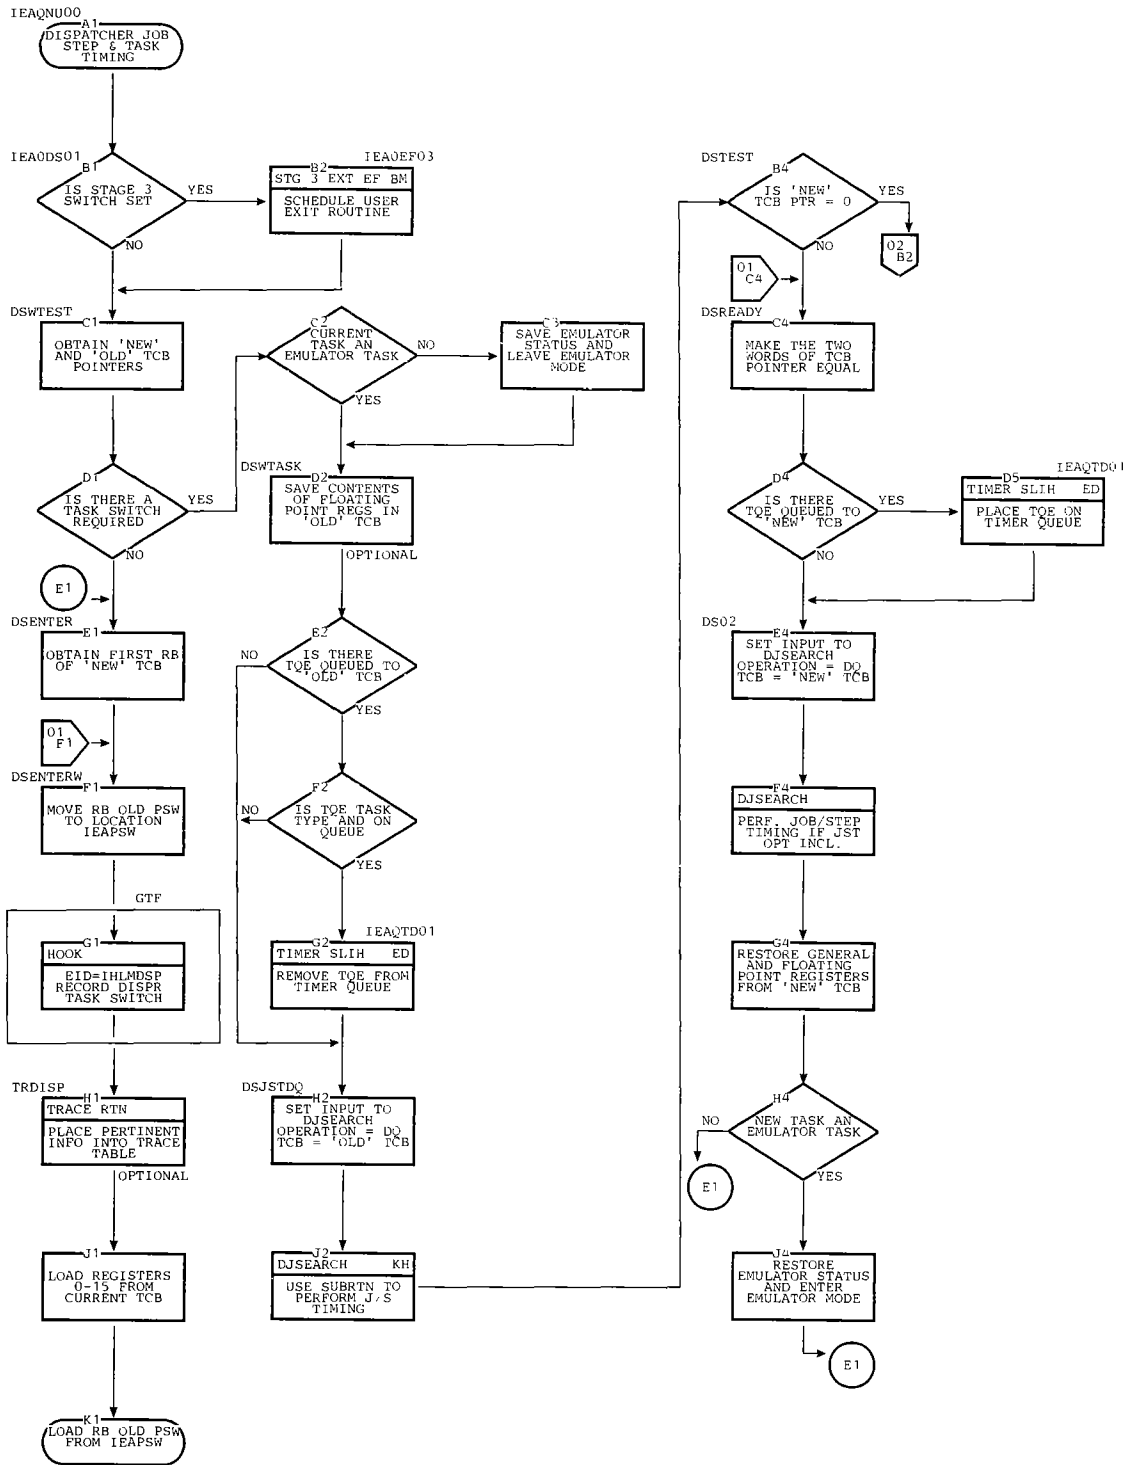 IEAQNU00
A1
DISPATCHER JOB
STEP & TASK
TIMING
IEA0DS01
B1
IS STAGE 3
SWITCH SET
YES
NO
IEA0EF03
B2
STG 3 EXT EF BM
SCHEDULE USER
EXIT ROUTINE
DSWTEST
C1
OBTAIN 'NEW'
AND 'OLD' TCB
POINTERS
D1
IS THERE A
TASK SWITCH
REQUIRED
YES
NO
E1
DSENTER
E1
OBTAIN FIRST RB
OF 'NEW' TCB
01
F1
DSENTERW
F1
MOVE RB OLD PSW
TO LOCATION
IEAPSW
GTF
G1
HOOK
EID=IHLMDSP
RECORD DISPR
TASK SWITCH
TRDISP
H1
TRACE RTN
PLACE PERTINENT
INFO INTO TRACE
TABLE
OPTIONAL
J1
LOAD REGISTERS
0-15 FROM
CURRENT TCB
K1
LOAD RB OLD PSW
FROM IEAPSW
C2
CURRENT
TASK AN
EMULATOR TASK
NO
YES
C3
SAVE EMULATOR
STATUS AND
LEAVE EMULATOR
MODE
DSWTASK
D2
SAVE CONTENTS
OF FLOATING
POINT REGS IN
'OLD' TCB
OPTIONAL
E2
IS THERE
TQE QUEUED TO
'OLD' TCB
NO
YES
F2
IS TQE TASK
TYPE AND ON
QUEUE
NO
YES
IEAQTD01
G2
TIMER SLIH ED
REMOVE TQE FROM
TIMER QUEUE
DSJSTDQ
H2
SET INPUT TO
DJSEARCH
OPERATION = DQ
TCB = 'OLD' TCB
J2
DJSEARCH KH
USE SUBRTN TO
PERFORM J/S
TIMING
DSTEST
B4
IS 'NEW'
TCB PTR = 0
YES
NO
02
B2
01
C4
DSREADY
C4
MAKE THE TWO
WORDS OF TCB
POINTER EQUAL
D4
IS THERE
TQE QUEUED TO
'NEW' TCB
YES
NO
IEAQTD01
D5
TIMER SLIH ED
PLACE TQE ON
TIMER QUEUE
DS02
E4
SET INPUT TO
DJSEARCH
OPERATION = DQ
TCB = 'NEW' TCB
F4
DJSEARCH
PERF. JOB/STEP
TIMING IF JST
OPT INCL.
G4
RESTORE GENERAL
AND FLOATING
POINT REGISTERS
FROM 'NEW' TCB
H4
NEW TASK AN
EMULATOR TASK
NO
YES
E1
J4
RESTORE
EMULATOR STATUS
AND ENTER
EMULATOR MODE
E1